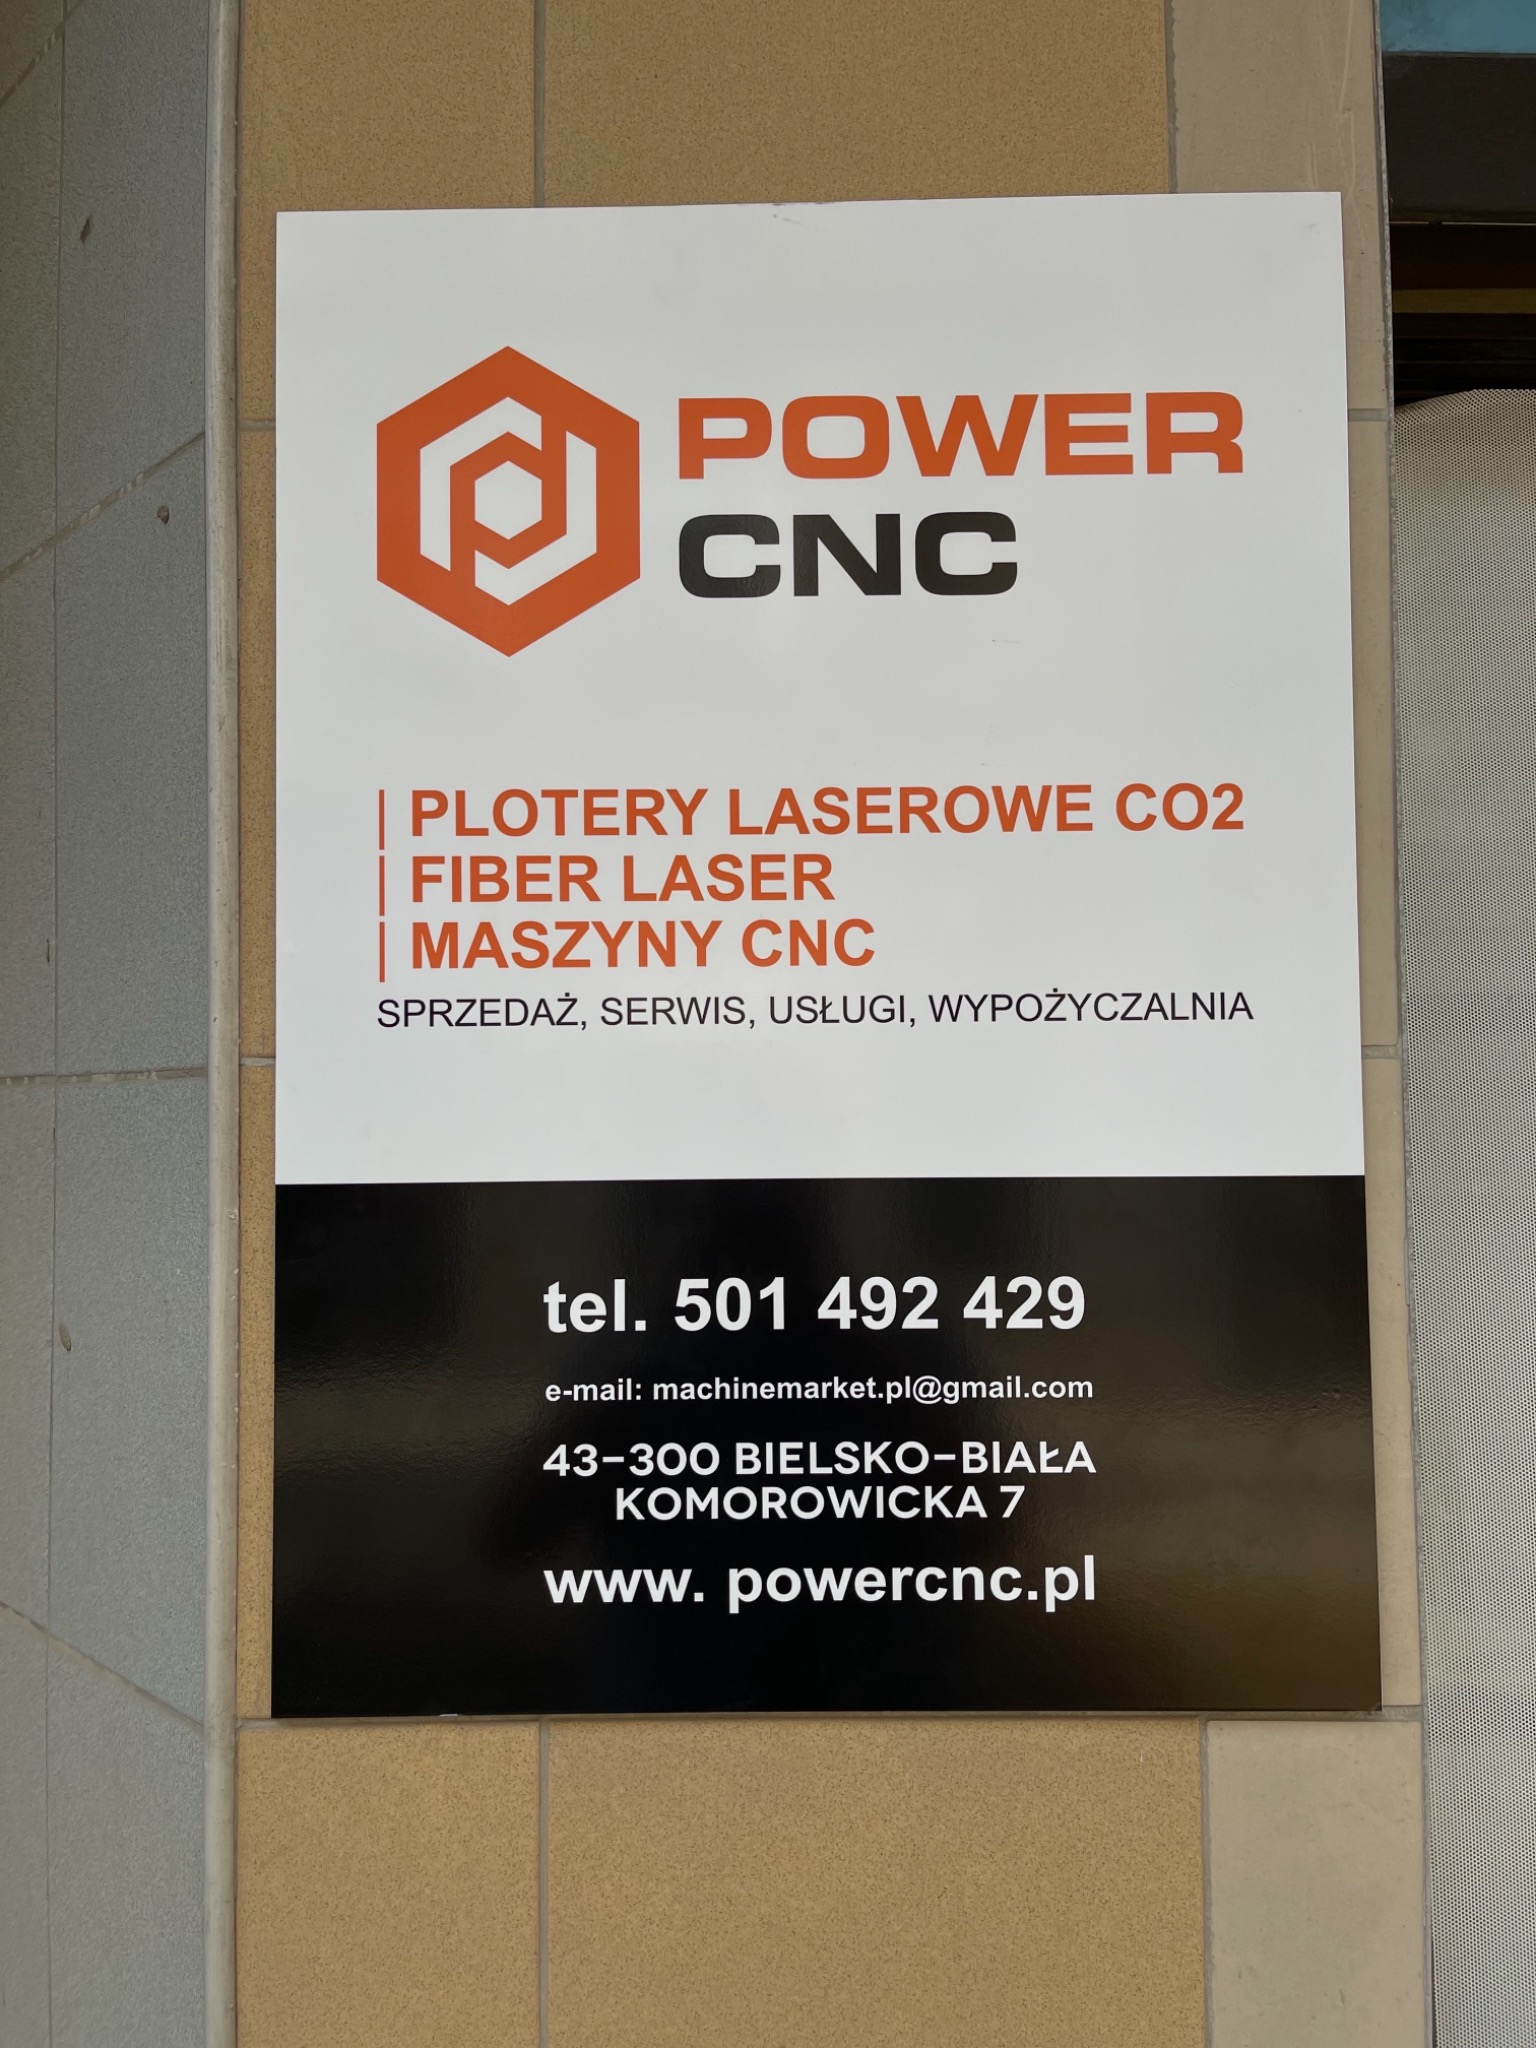 POWER
CNC
| PLOTERY LASEROWE CO2
| FIBER LASER
| MASZYNY CNC
SPRZEDAŻ, SERWIS, USŁUGI, WYPOŻYCZALNIA
tel. 501 492 429
e-mail: machinemarket.pl@gmail.com
43-300 BIELSKO-BIAŁA
KOMOROWICKA 7
www. powercnc.pl